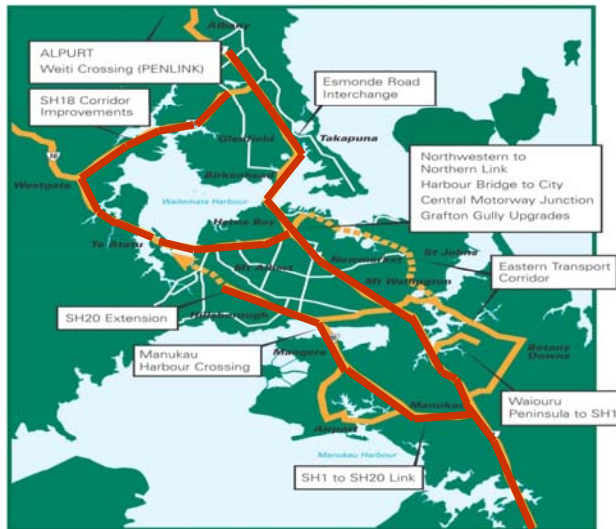 Albany
ALPURT
Weiti Crossing (PENLINK)
SH18 Corridor
Improvements
Esmonde Road
Interchange
Glenfield
Takapuna
Birkenhead
Westgate
Northwestern to
Northern Link
Harbour Bridge to City
Central Motorway Junction
Grafton Gully Upgrades
Waitemata Harbour
Herne Bay
Te Atatu
St Johns
Newmarket
Mt Albert
Mt Wellington
Eastern Transport
Corridor
SH20 Extension
Hillsborough
Manukau
Harbour Crossing
Mangere
Botany
Downs
Waiouru
Peninsula to SH1
Manukau
Airport
Manukau Harbour
SH1 to SH20 Link